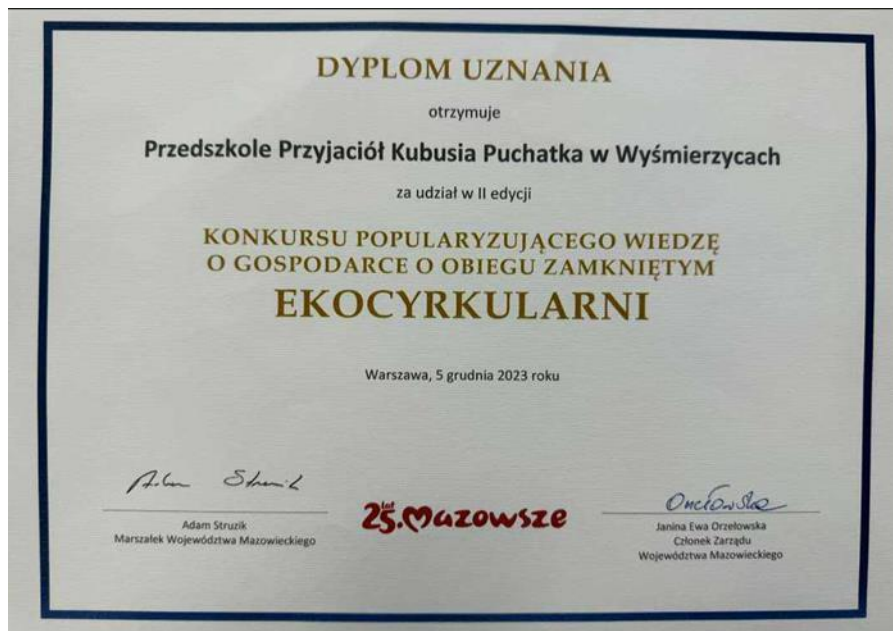 DYPLOM UZNANIA
otrzymuje
Przedszkole Przyjaciół Kubusia Puchatka w Wyśmierzycach
za udział w II edycji
KONKURSU POPULARYZUJĄCEGO WIEDZĘ
O GOSPODARCE O OBIEGU ZAMKNIĘTYM
EKOCYRKULARNI
Warszawa, 5 grudnia 2023 roku
Adam Struzik
Marszałek Województwa Mazowieckiego
25 lat.Mazowsze
Janina Ewa Orzełowska
Członek Zarządu
Województwa Mazowieckiego